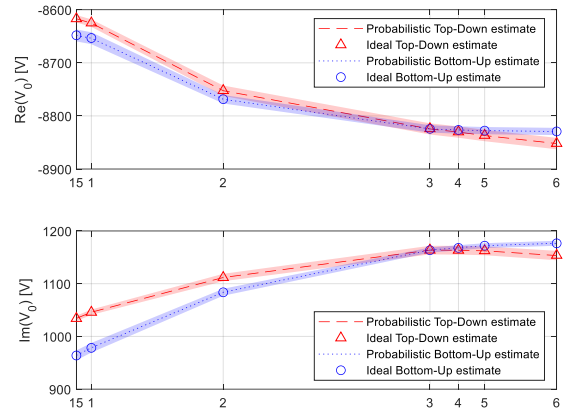 -8600
-8700
-8800
-8900
Re(V0) [V]
Probabilistic Top-Down estimate
Ideal Top-Down estimate
Probabilistic Bottom-Up estimate
Ideal Bottom-Up estimate
15 1 2 3 4 5 6
1200
1100
1000
900
Im(V0) [V]
Probabilistic Top-Down estimate
Ideal Top-Down estimate
Probabilistic Bottom-Up estimate
Ideal Bottom-Up estimate
15 1 2 3 4 5 6